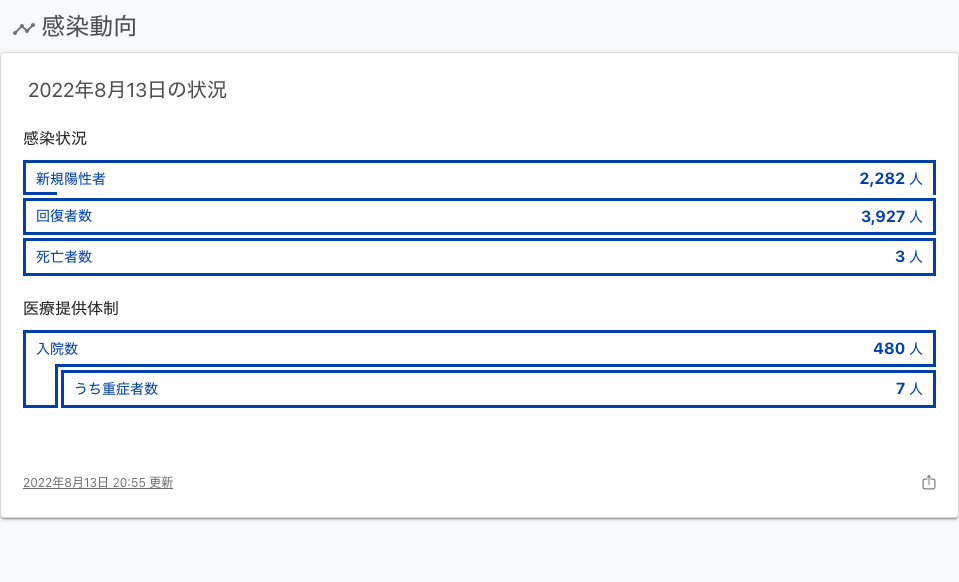 感染動向
2022年8月13日の状況
感染状況
新規陽性者 2,282 人
回復者数 3,927 人
死亡者数 3 人
医療提供体制
入院数 480 人
うち重症者数 7 人
2022年8月13日 20:55 更新